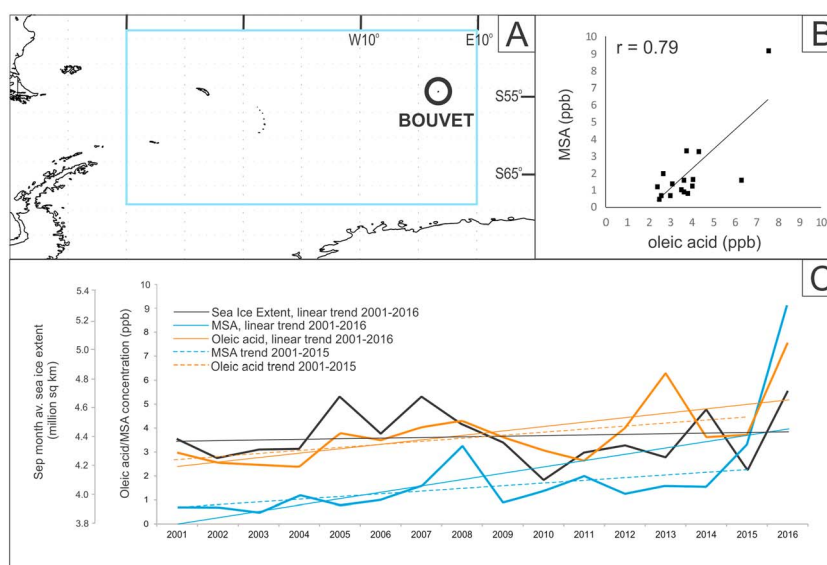 A
W10⁰
E10⁰
S55⁰
BOUVET
S65⁰
B
r = 0.79
10
9
8
7
6
5
4
3
2
1
0
MSA (ppb)
0 1 2 3 4 5 6 7 8 9 10
oleic acid (ppb)
C
5.4
5.2
5.0
4.8
4.6
4.4
4.2
4.0
3.8
Sep month av. sea ice extent
(million sq km)
10
9
8
7
6
5
4
3
2
1
0
Oleic acid/MSA concentration (ppb)
Sea Ice Extent, linear trend 2001-2016
MSA, linear trend 2001-2016
Oleic acid, linear trend 2001-2016
MSA trend 2001-2015
Oleic acid trend 2001-2015
2001 2002 2003 2004 2005 2006 2007 2008 2009 2010 2011 2012 2013 2014 2015 2016